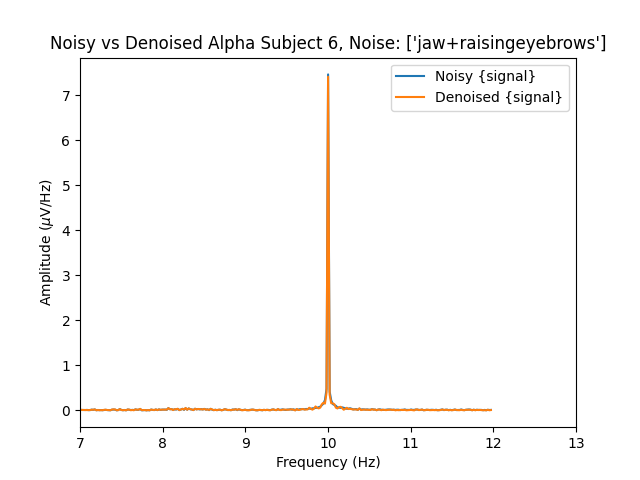 Noisy vs Denoised Alpha Subject 6, Noise: ['jaw+raisingeyebrows']
Noisy {signal}
Denoised {signal}
Amplitude (μV/Hz)
7
6
5
4
3
2
1
0
7 8 9 10 11 12 13
Frequency (Hz)